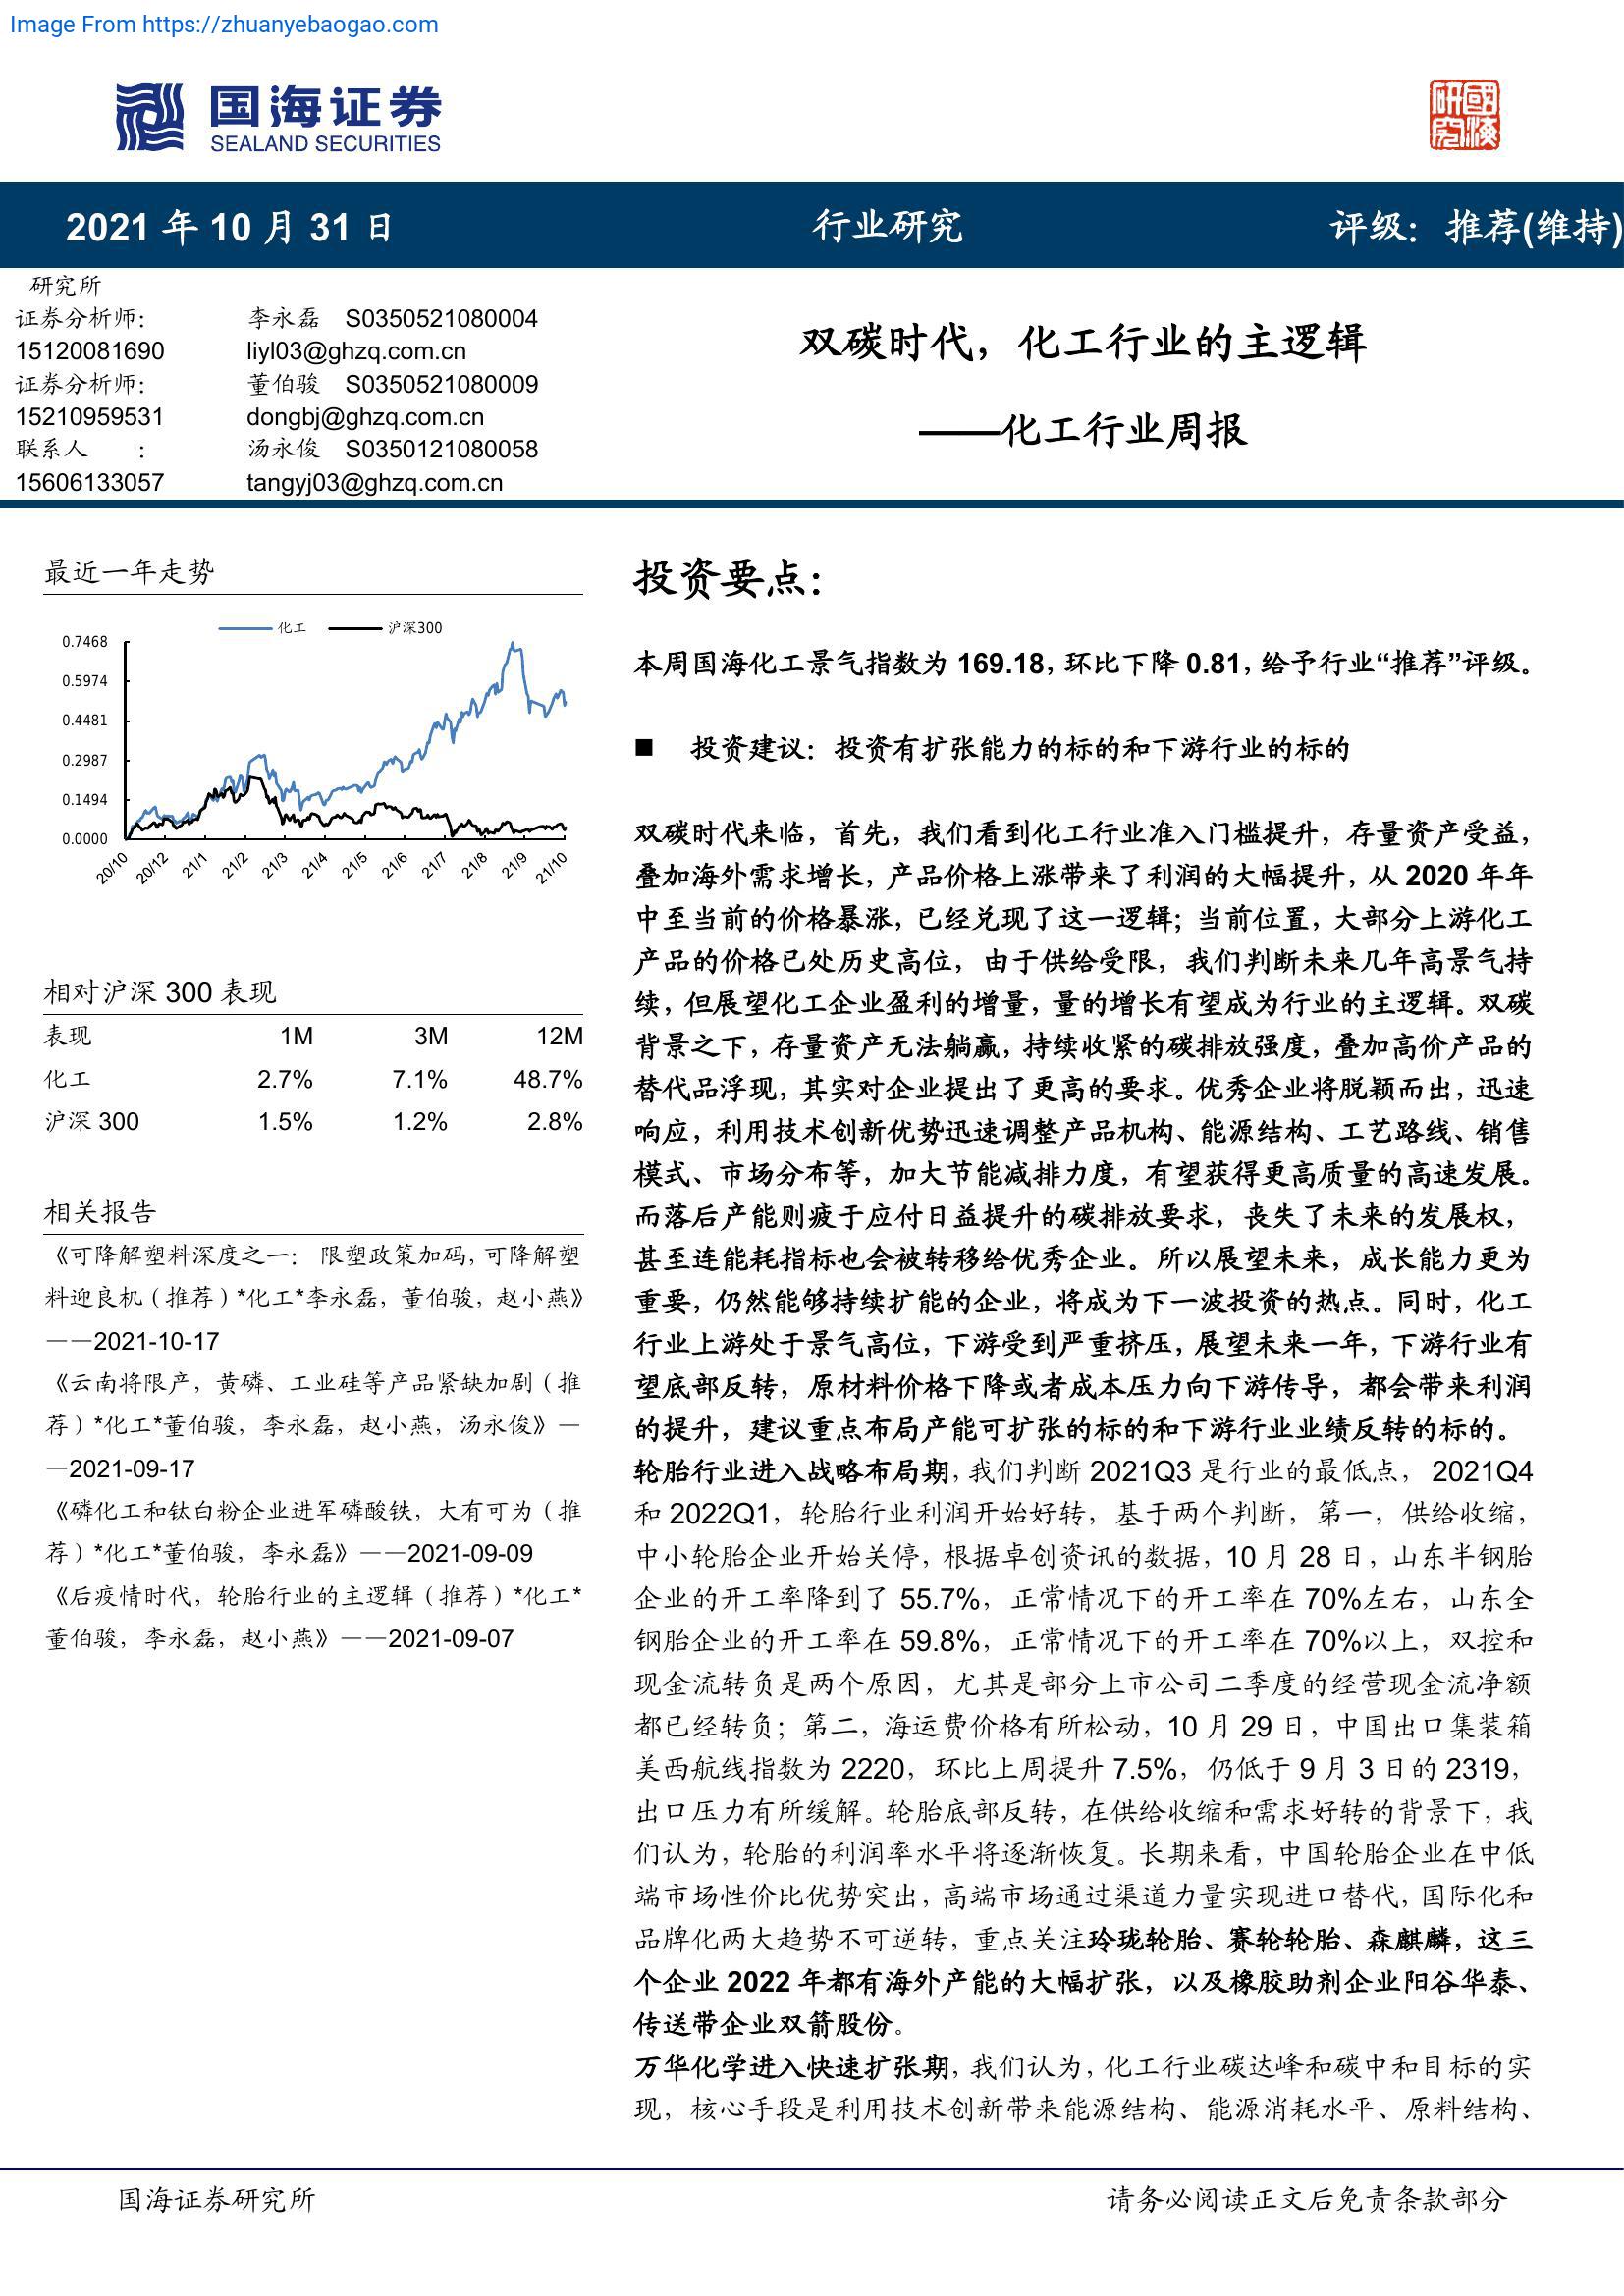 Image From https://zhuanyebaogao.com
国海证券
SEALAND SECURITIES
國海研究
2021 年 10 月 31 日
行业研究
评级：推荐(维持)
研究所
证券分析师： 李永磊 S0350521080004
15120081690 liyl03@ghzq.com.cn
证券分析师： 董伯骏 S0350521080009
15210959531 dongbj@ghzq.com.cn
联系人 ： 汤永俊 S0350121080058
15606133057 tangyj03@ghzq.com.cn
双碳时代，化工行业的主逻辑
——化工行业周报
最近一年走势
化工 沪深300
0.7468
0.5974
0.4481
0.2987
0.1494
0.0000
20/10 20/12 21/1 21/2 21/3 21/4 21/5 21/6 21/7 21/8 21/9 21/10
相对沪深 300 表现
表现 1M 3M 12M
化工 2.7% 7.1% 48.7%
沪深 300 1.5% 1.2% 2.8%
相关报告
《可降解塑料深度之一： 限塑政策加码，可降解塑
料迎良机（推荐）*化工*李永磊，董伯骏，赵小燕》
——2021-10-17
《云南将限产，黄磷、工业硅等产品紧缺加剧（推
荐）*化工*董伯骏，李永磊，赵小燕，汤永俊》—
—2021-09-17
《磷化工和钛白粉企业进军磷酸铁，大有可为（推
荐）*化工*董伯骏，李永磊》——2021-09-09
《后疫情时代，轮胎行业的主逻辑（推荐）*化工*
董伯骏，李永磊，赵小燕》——2021-09-07
投资要点：
本周国海化工景气指数为 169.18，环比下降 0.81，给予行业“推荐”评级。
■ 投资建议：投资有扩张能力的标的和下游行业的标的
双碳时代来临，首先，我们看到化工行业准入门槛提升，存量资产受益，
叠加海外需求增长，产品价格上涨带来了利润的大幅提升，从 2020 年年
中至当前的价格暴涨，已经兑现了这一逻辑；当前位置，大部分上游化工
产品的价格已处历史高位，由于供给受限，我们判断未来几年高景气持
续，但展望化工企业盈利的增量，量的增长有望成为行业的主逻辑。双碳
背景之下，存量资产无法躺赢，持续收紧的碳排放强度，叠加高价产品的
替代品浮现，其实对企业提出了更高的要求。优秀企业将脱颖而出，迅速
响应，利用技术创新优势迅速调整产品机构、能源结构、工艺路线、销售
模式、市场分布等，加大节能减排力度，有望获得更高质量的高速发展。
而落后产能则疲于应付日益提升的碳排放要求，丧失了未来的发展权，
甚至连能耗指标也会被转移给优秀企业。所以展望未来，成长能力更为
重要，仍然能够持续扩能的企业，将成为下一波投资的热点。同时，化工
行业上游处于景气高位，下游受到严重挤压，展望未来一年，下游行业有
望底部反转，原材料价格下降或者成本压力向下游传导，都会带来利润
的提升，建议重点布局产能可扩张的标的和下游行业业绩反转的标的。
轮胎行业进入战略布局期，我们判断 2021Q3 是行业的最低点， 2021Q4
和 2022Q1，轮胎行业利润开始好转，基于两个判断，第一，供给收缩，
中小轮胎企业开始关停，根据卓创资讯的数据，10 月 28 日，山东半钢胎
企业的开工率降到了 55.7%，正常情况下的开工率在 70%左右，山东全
钢胎企业的开工率在 59.8%，正常情况下的开工率在 70%以上，双控和
现金流转负是两个原因，尤其是部分上市公司二季度的经营现金流净额
都已经转负；第二，海运费价格有所松动，10 月 29 日，中国出口集装箱
美西航线指数为 2220，环比上周提升 7.5%，仍低于 9 月 3 日的 2319，
出口压力有所缓解。轮胎底部反转，在供给收缩和需求好转的背景下，我
们认为，轮胎的利润率水平将逐渐恢复。长期来看，中国轮胎企业在中低
端市场性价比优势突出，高端市场通过渠道力量实现进口替代，国际化和
品牌化两大趋势不可逆转，重点关注玲珑轮胎、赛轮轮胎、森麒麟，这三
个企业 2022 年都有海外产能的大幅扩张，以及橡胶助剂企业阳谷华泰、
传送带企业双箭股份。
万华化学进入快速扩张期，我们认为，化工行业碳达峰和碳中和目标的实
现，核心手段是利用技术创新带来能源结构、能源消耗水平、原料结构、
国海证券研究所
请务必阅读正文后免责条款部分